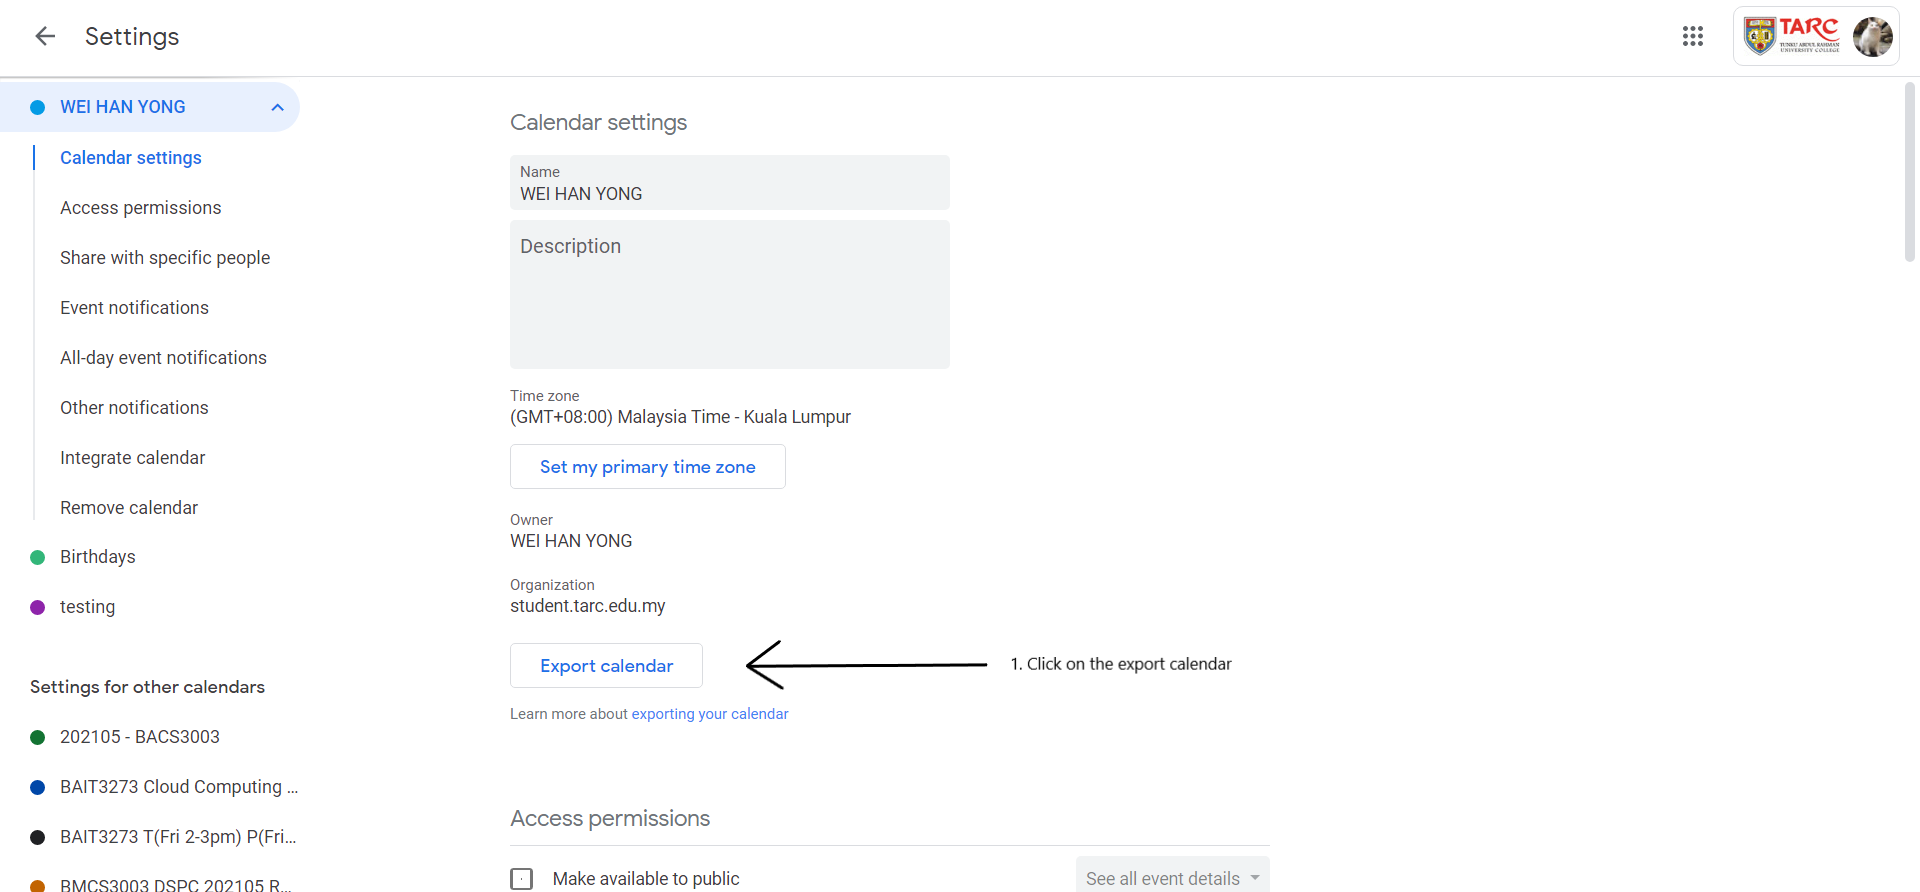 Settings
TARC
TUNKU ABDUL RAHMAN
UNIVERSITY COLLEGE
WEI HAN YONG
Calendar settings
Access permissions
Share with specific people
Event notifications
All-day event notifications
Other notifications
Integrate calendar
Remove calendar
Birthdays
testing
Settings for other calendars
202105 - BACS3003
BAIT3273 Cloud Computing ...
BAIT3273 T(Fri 2-3pm) P(Fri...
BMCS3003 DSPC 202105 R...
Calendar settings
Name
WEI HAN YONG
Description
Time zone
(GMT+08:00) Malaysia Time - Kuala Lumpur
Set my primary time zone
Owner
WEI HAN YONG
Organization
student.tarc.edu.my
Export calendar
1. Click on the export calendar
Learn more about exporting your calendar
Access permissions
Make available to public
See all event details